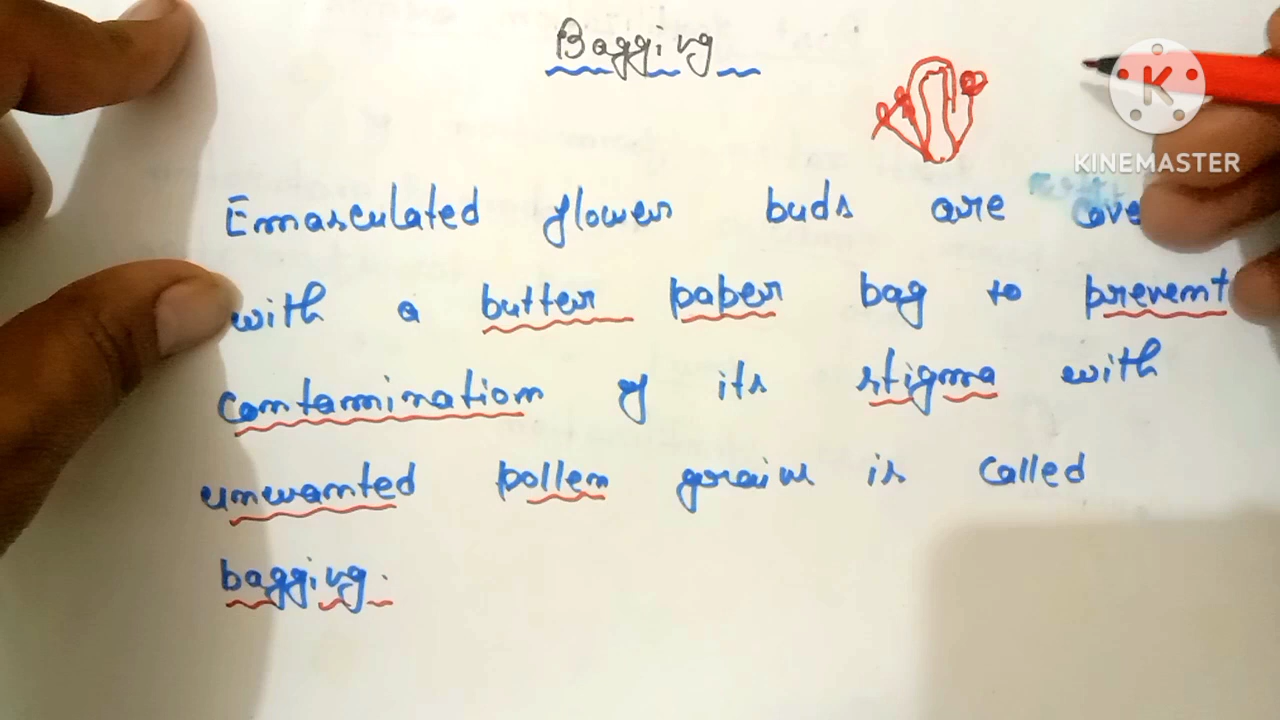 Bagging
KINEMASTER
Emasculated flower buds are cove
with a butter paper bag to prevent
contamination of its stigma with
unwanted pollen grains is called
bagging.